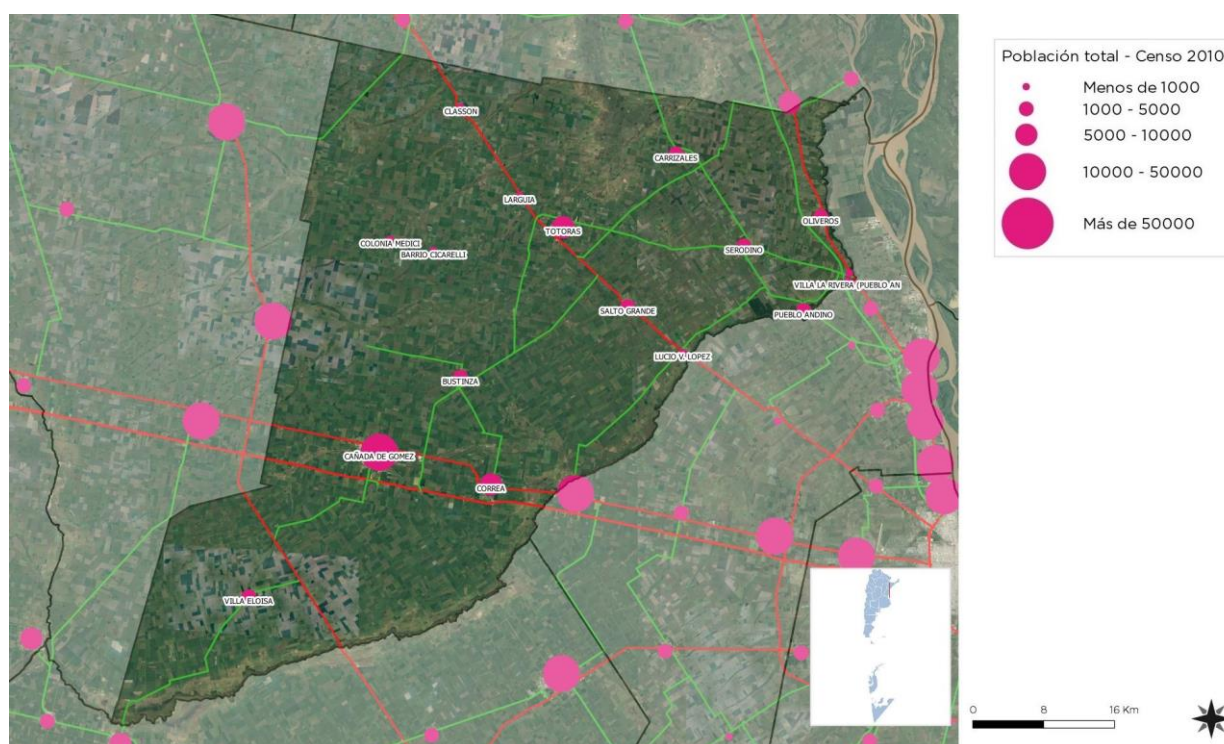 Población total - Censo 2010
Menos de 1000
1000 - 5000
5000 - 10000
10000 - 50000
Más de 50000
CLASSON
CARRIZALES
LARGUIA
TOTORAS
OLIVEROS
COLONIA MEDICI
BARRIO CICARELLI
SERODINO
VILLA LA RIVERA (PUEBLO AN
SALTO GRANDE
PUEBLO ANDINO
LUCIO V. LOPEZ
BUSTINZA
CAÑADA DE GOMEZ
CORREA
VILLA ELOISA
0 8 16 Km